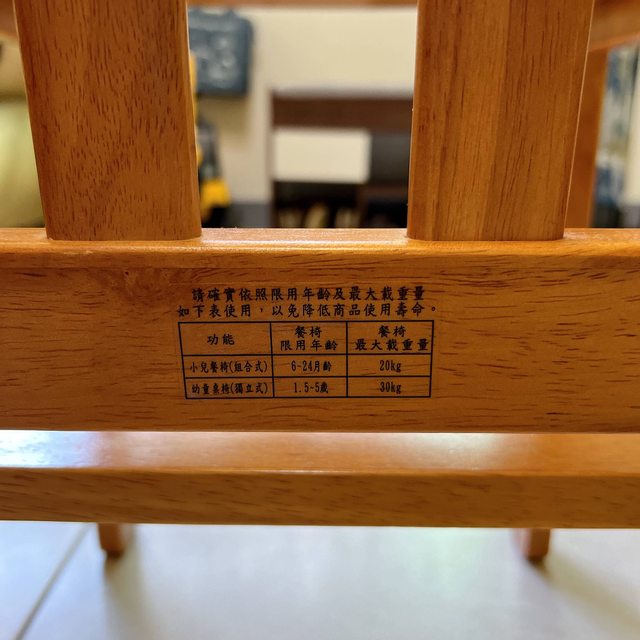 請確實依照限用年齡及最大載重量
如下表使用，以免降低商品使用壽命。
功能 餐椅限用年齡 餐椅最大載重量
小兒餐椅(組合式) 6-24月齡 20kg
幼童桌椅(獨立式) 1.5-5歲 30kg